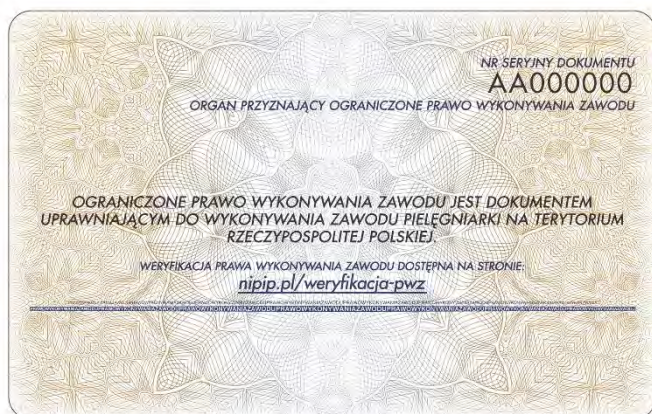 NR SERYJNY DOKUMENTU
AA000000
ORGAN PRZYZNAJĄCY OGRANICZONE PRAWO WYKONYWANIA ZAWODU
OGRANICZONE PRAWO WYKONYWANIA ZAWODU JEST DOKUMENTEM
UPRAWNIAJĄCYM DO WYKONYWANIA ZAWODU PIELĘGNIARKI NA TERYTORIUM
RZECZYPOSPOLITEJ POLSKIEJ.
WERYFIKACJA PRAWA WYKONYWANIA ZAWODU DOSTĘPNA NA STRONIE:
nipip.pl/weryfikacja-pwz